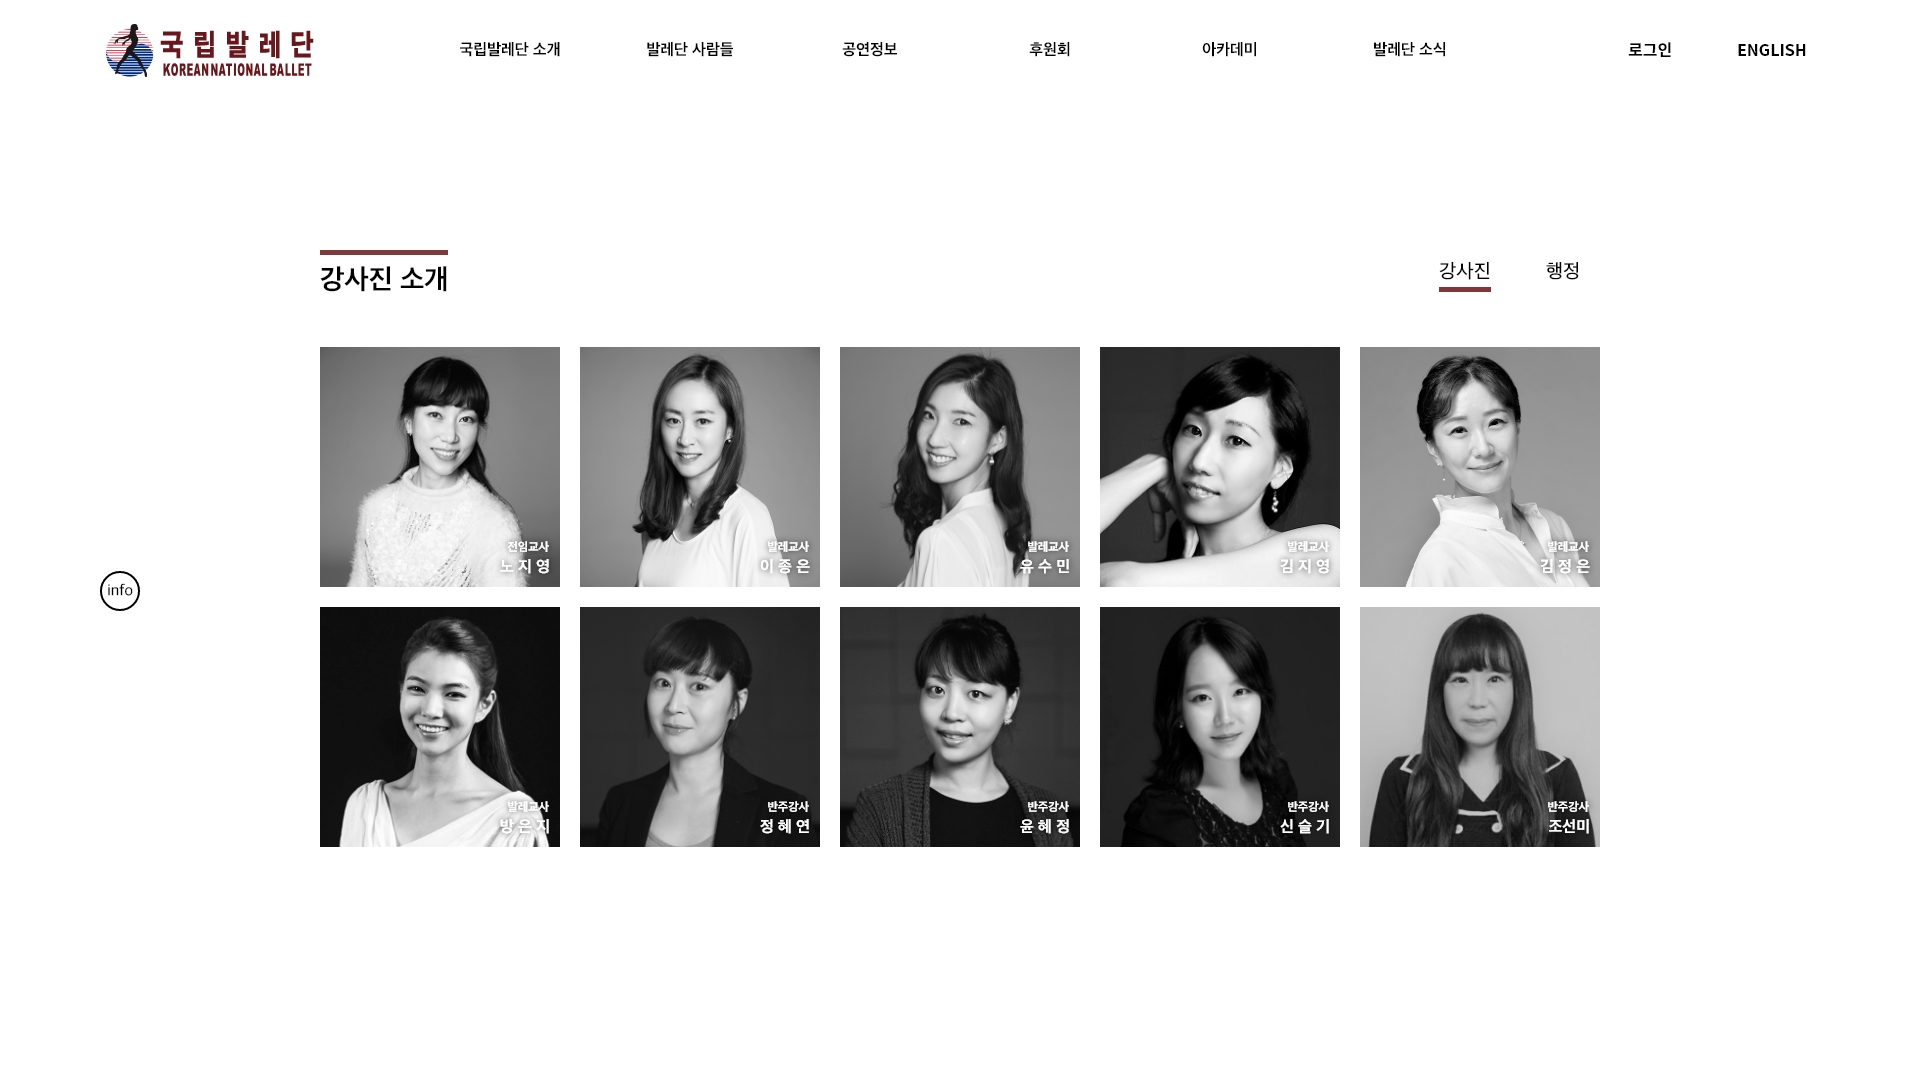 국립발레단
KOREAN NATIONAL BALLET
국립발레단 소개
발레단 사람들
공연정보
후원회
아카데미
발레단 소식
로그인
ENGLISH
강사진 소개
강사진
행정
전임교사
노 지 영
발레교사
이 종 은
발레교사
유 수 민
발레교사
김 지 영
발레교사
김 정 은
info
발레교사
방 은 지
반주강사
정 혜 연
반주강사
윤 혜 정
반주강사
신 슬 기
반주강사
조선미